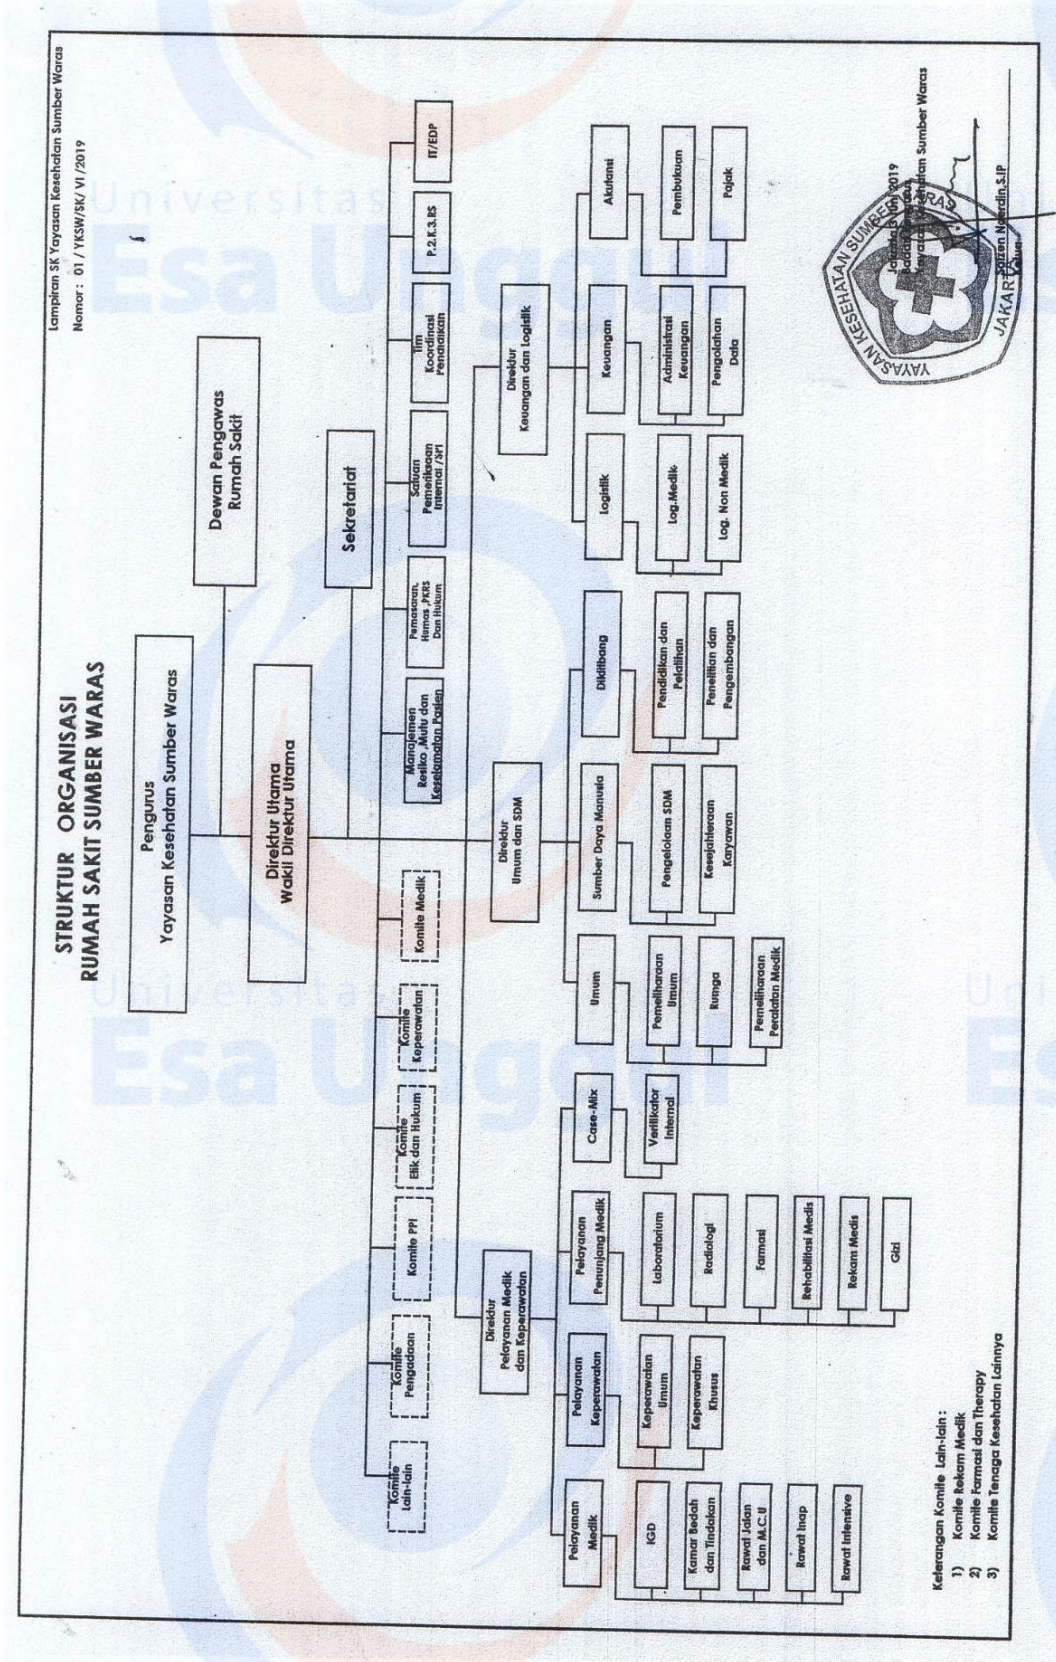 Lampiran SK Yayasan Kesehatan Sumber Waras
Nomor : 01 / YKSW/SK/ VI /2019
STRUKTUR ORGANISASI
RUMAH SAKIT SUMBER WARAS
Pengurus
Yayasan Kesehatan Sumber Waras
Dewan Pengawas
Rumah Sakit
Direktur Utama
Wakil Direktur Utama
Sekretariat
Komite
Lain-lain
Komite
Pengadaan
Komite PPI
Komite
Etik dan Hukum
Komite
Keperawatan
Komite Medik
Manajemen
Resiko ,Mutu dan
Keselamatan Pasien
Pemasaran,
Humas ,PKRS
Dan Hukum
Satuan
Pemeriksaan
Internal /SPI
Tim
Koordinasi
Pendidikan
P.2.K.3.RS
IT/EDP
Direktur
Pelayanan Medik
dan Keperawatan
Direktur
Umum dan SDM
Direktur
Keuangan dan Logistik
Pelayanan
Medik
IGD
Kamar Bedah
dan Tindakan
Rawat Jalan
dan M.C.U
Rawat Inap
Rawat Intensive
Pelayanan
Keperawatan
Keperawatan
Umum
Keperawatan
Khusus
Pelayanan
Penunjang Medik
Laboratorium
Radiologi
Farmasi
Rehabilitasi Medis
Rekam Medis
Gizi
Case-Mix
Verifikator
Internal
Umum
Pemeliharaan
Umum
Rumga
Pemeliharaan
Peralatan Medik
Sumber Daya Manusia
Pengelolaan SDM
Kesejahteraan
Karyawan
Diklitbang
Pendidikan dan
Pelatihan
Penelitian dan
Pengembangan
Logistik
Log.Medik
Log. Non Medik
Keuangan
Administrasi
Keuangan
Pengolahan
Data
Akutansi
Pembukuan
Pajak
Keterangan Komite Lain-lain :
1) Komite Rekam Medik
2) Komite Farmasi dan Therapy
3) Komite Tenaga Kesehatan Lainnya
2019
Yayasan Kesehatan Sumber Waras
YAYASAN KESEHATAN SUMBER WARAS
JAKARTA
Universitas
Esa Unggul
Universitas
Esa Unggul